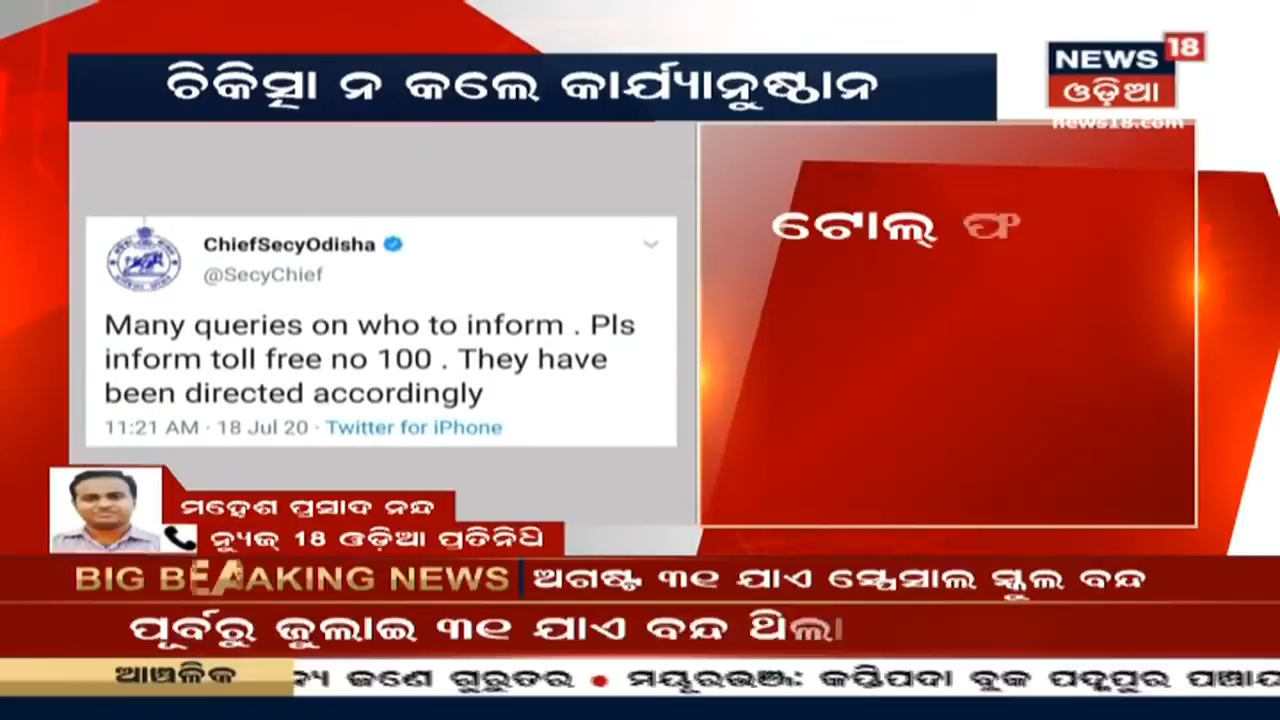 ଚିକିତ୍ସା ନ କଲେ କାର୍ଯ୍ୟାନୁଷ୍ଠାନ
NEWS 18
ଓଡ଼ିଆ
news18.com
ଟୋଲ୍ ଫ
ChiefSecyOdisha
@SecyChief
Many queries on who to inform . Pls
inform toll free no 100 . They have
been directed accordingly
11:21 AM · 18 Jul 20 · Twitter for iPhone
ମହେଶ ପ୍ରସାଦ ନନ୍ଦ
ନ୍ୟୁଜ୍ 18 ଓଡ଼ିଆ ପ୍ରତିନିଧି
BIG BREAKING NEWS
ଅଗଷ୍ଟ ୩୧ ଯାଏ ସ୍ପେସାଲ ସ୍କୁଲ ବନ୍ଦ
ପୂର୍ବରୁ ଜୁଲାଇ ୩୧ ଯାଏ ବନ୍ଦ ଥିଲା
ଆଞ୍ଚଳିକ
ଜଣେ ଗୁରୁତର • ମୟୂରଭଞ୍ଜ: କପ୍ତିପଦା ବ୍ଲକ ପଦ୍ମପୁର